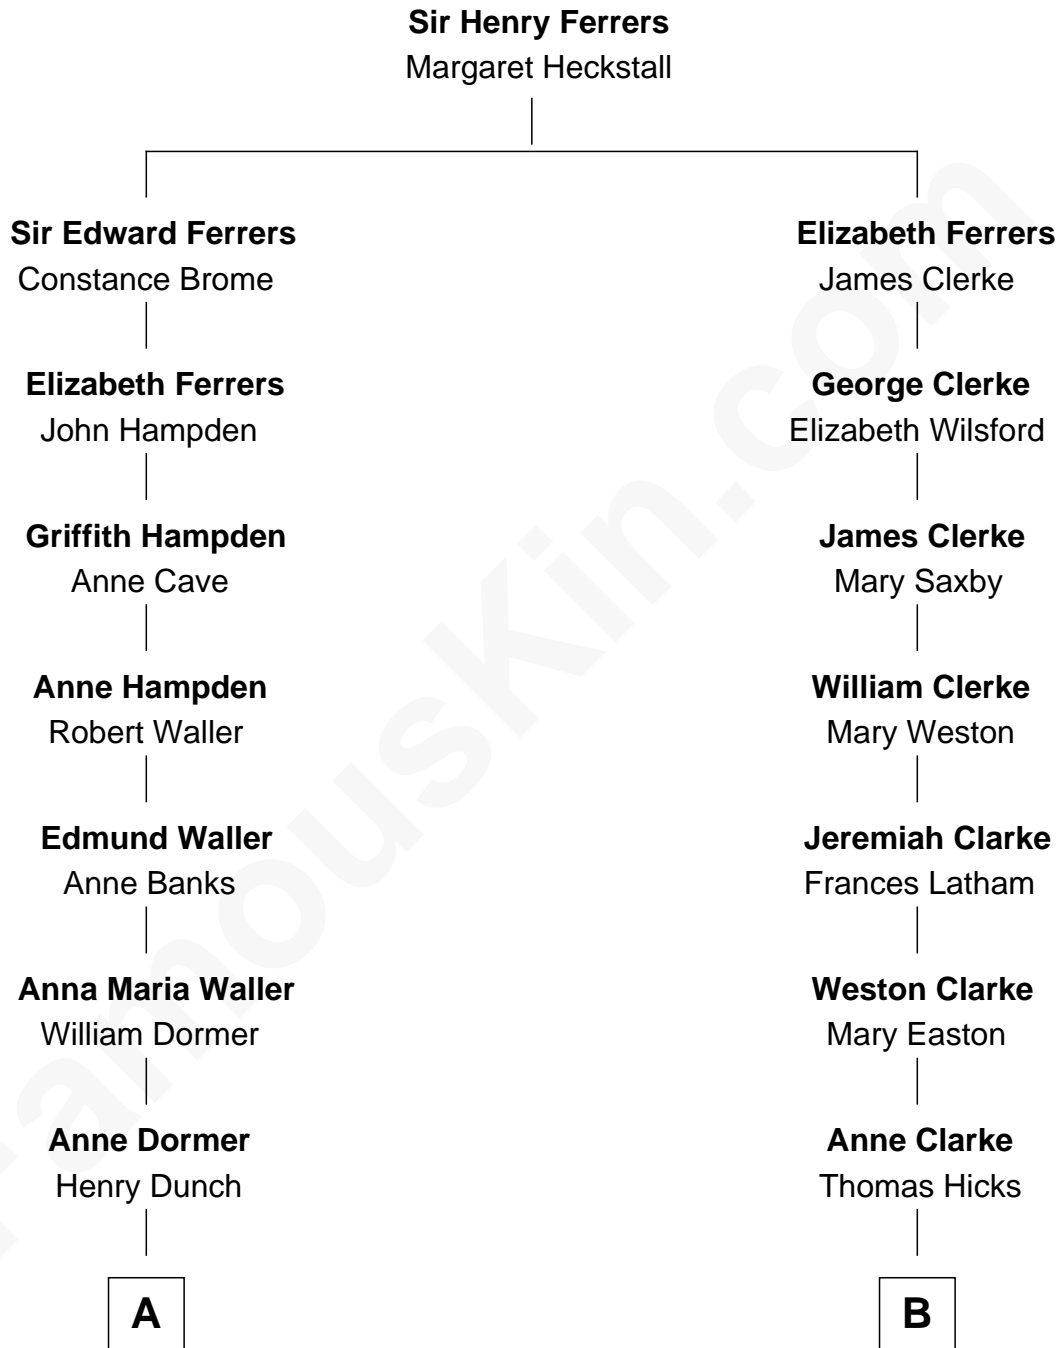 Sir Henry Ferrers
Margaret Heckstall
Sir Edward Ferrers
Constance Brome
Elizabeth Ferrers
John Hampden
Griffith Hampden
Anne Cave
Anne Hampden
Robert Waller
Edmund Waller
Anne Banks
Anna Maria Waller
William Dormer
Anne Dormer
Henry Dunch
A
Elizabeth Ferrers
James Clerke
George Clerke
Elizabeth Wilsford
James Clerke
Mary Saxby
William Clerke
Mary Weston
Jeremiah Clarke
Frances Latham
Weston Clarke
Mary Easton
Anne Clarke
Thomas Hicks
B
FamousKin.com